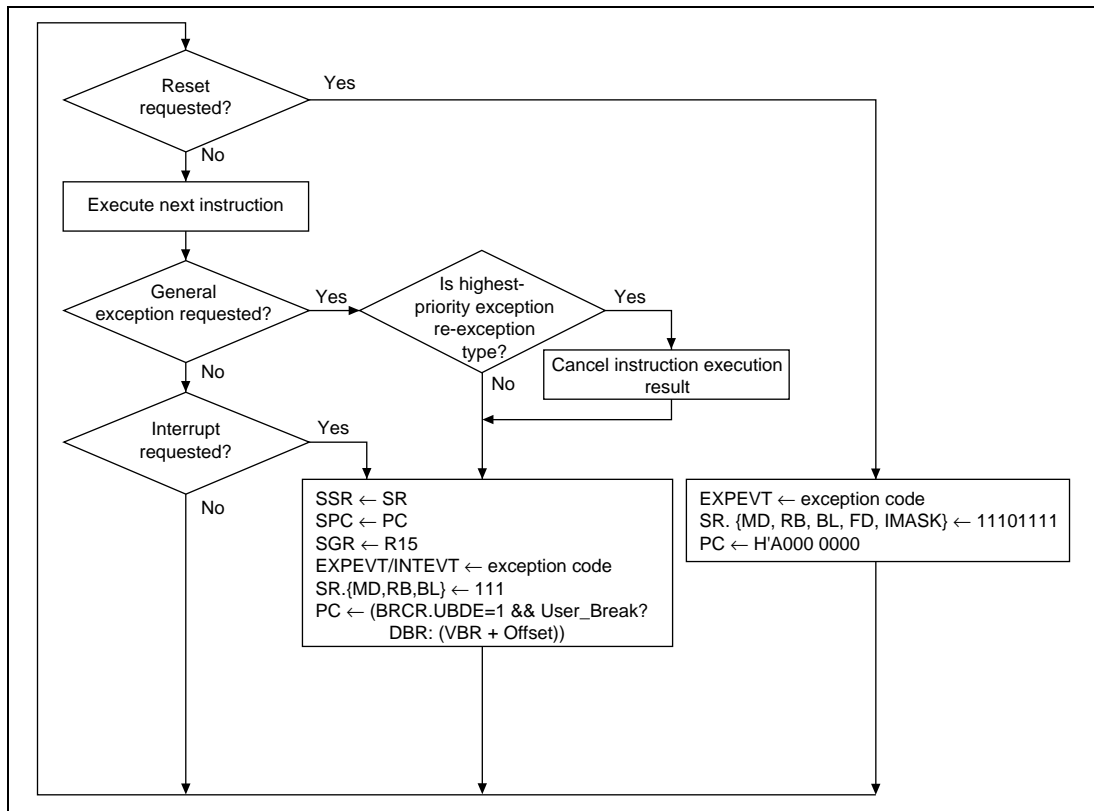 Reset
requested?
Yes
No
Execute next instruction
General
exception requested?
Yes
Is highest-
priority exception
re-exception
type?
Yes
No
Cancel instruction execution
result
No
Interrupt
requested?
Yes
No
SSR ← SR
SPC ← PC
SGR ← R15
EXPEVT/INTEVT ← exception code
SR.{MD,RB,BL} ← 111
PC ← (BRCR.UBDE=1 && User_Break?
DBR: (VBR + Offset))
EXPEVT ← exception code
SR. {MD, RB, BL, FD, IMASK} ← 11101111
PC ← H'A000 0000